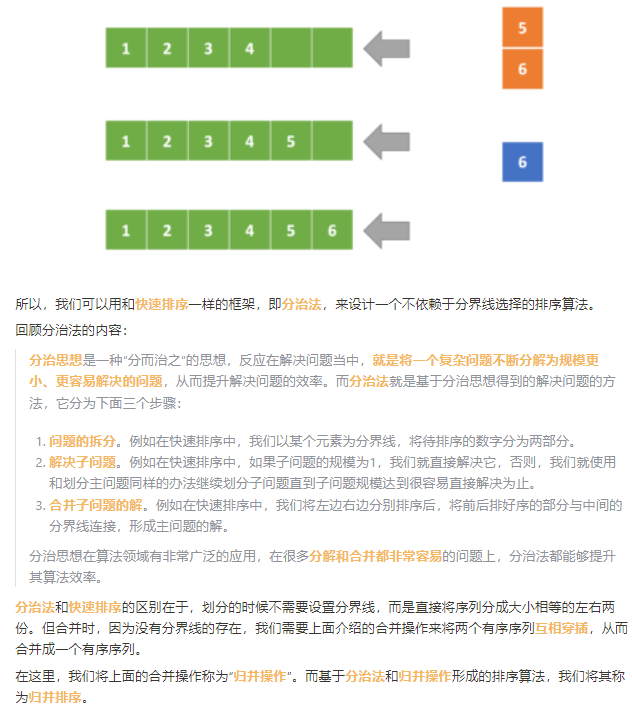 1 2 3 4
5
6
1 2 3 4 5
6
1 2 3 4 5 6
所以，我们可以用和快速排序一样的框架，即分治法，来设计一个不依赖于分界线选择的排序算法。
回顾分治法的内容：
分治思想是一种“分而治之”的思想，反应在解决问题当中，就是将一个复杂问题不断分解为规模更
小、更容易解决的问题，从而提升解决问题的效率。而分治法就是基于分治思想得到的解决问题的方
法，它分为下面三个步骤：
1. 问题的拆分。例如在快速排序中，我们以某个元素为分界线，将待排序的数字分为两部分。
2. 解决子问题。例如在快速排序中，如果子问题的规模为1，我们就直接解决它，否则，我们就使用
和划分主问题同样的办法继续划分子问题直到子问题规模达到很容易直接解决为止。
3. 合并子问题的解。例如在快速排序中，我们将左边右边分别排序后，将前后排好序的部分与中间的
分界线连接，形成主问题的解。
分治思想在算法领域有非常广泛的应用，在很多分解和合并都非常容易的问题上，分治法都能够提升
其算法效率。
分治法和快速排序的区别在于，划分的时候不需要设置分界线，而是直接将序列分成大小相等的左右两
份。但合并时，因为没有分界线的存在，我们需要上面介绍的合并操作来将两个有序序列互相穿插，从而
合并成一个有序序列。
在这里，我们将上面的合并操作称为“归并操作”。而基于分治法和归并操作形成的排序算法，我们将其称
为归并排序。